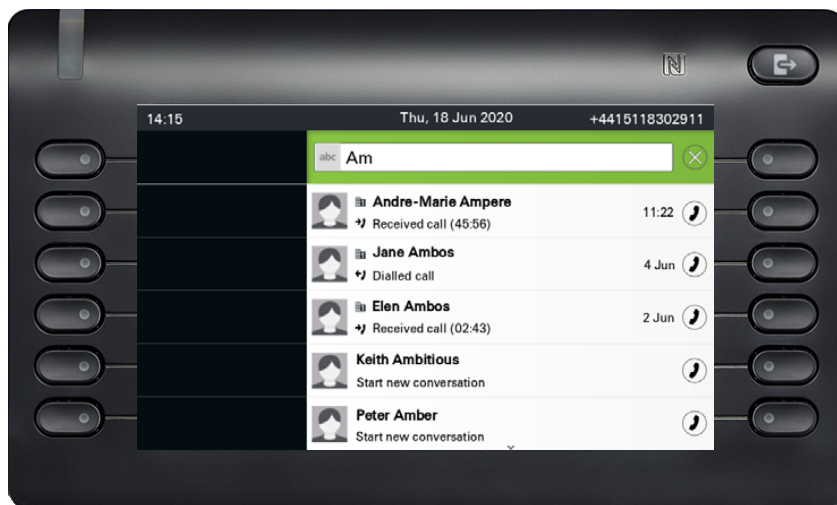 14:15 Thu, 18 Jun 2020 +4415118302911
abc Am
Andre-Marie Ampere
Received call (45:56) 11:22
Jane Ambos
Dialled call 4 Jun
Elen Ambos
Received call (02:43) 2 Jun
Keith Ambitious
Start new conversation
Peter Amber
Start new conversation